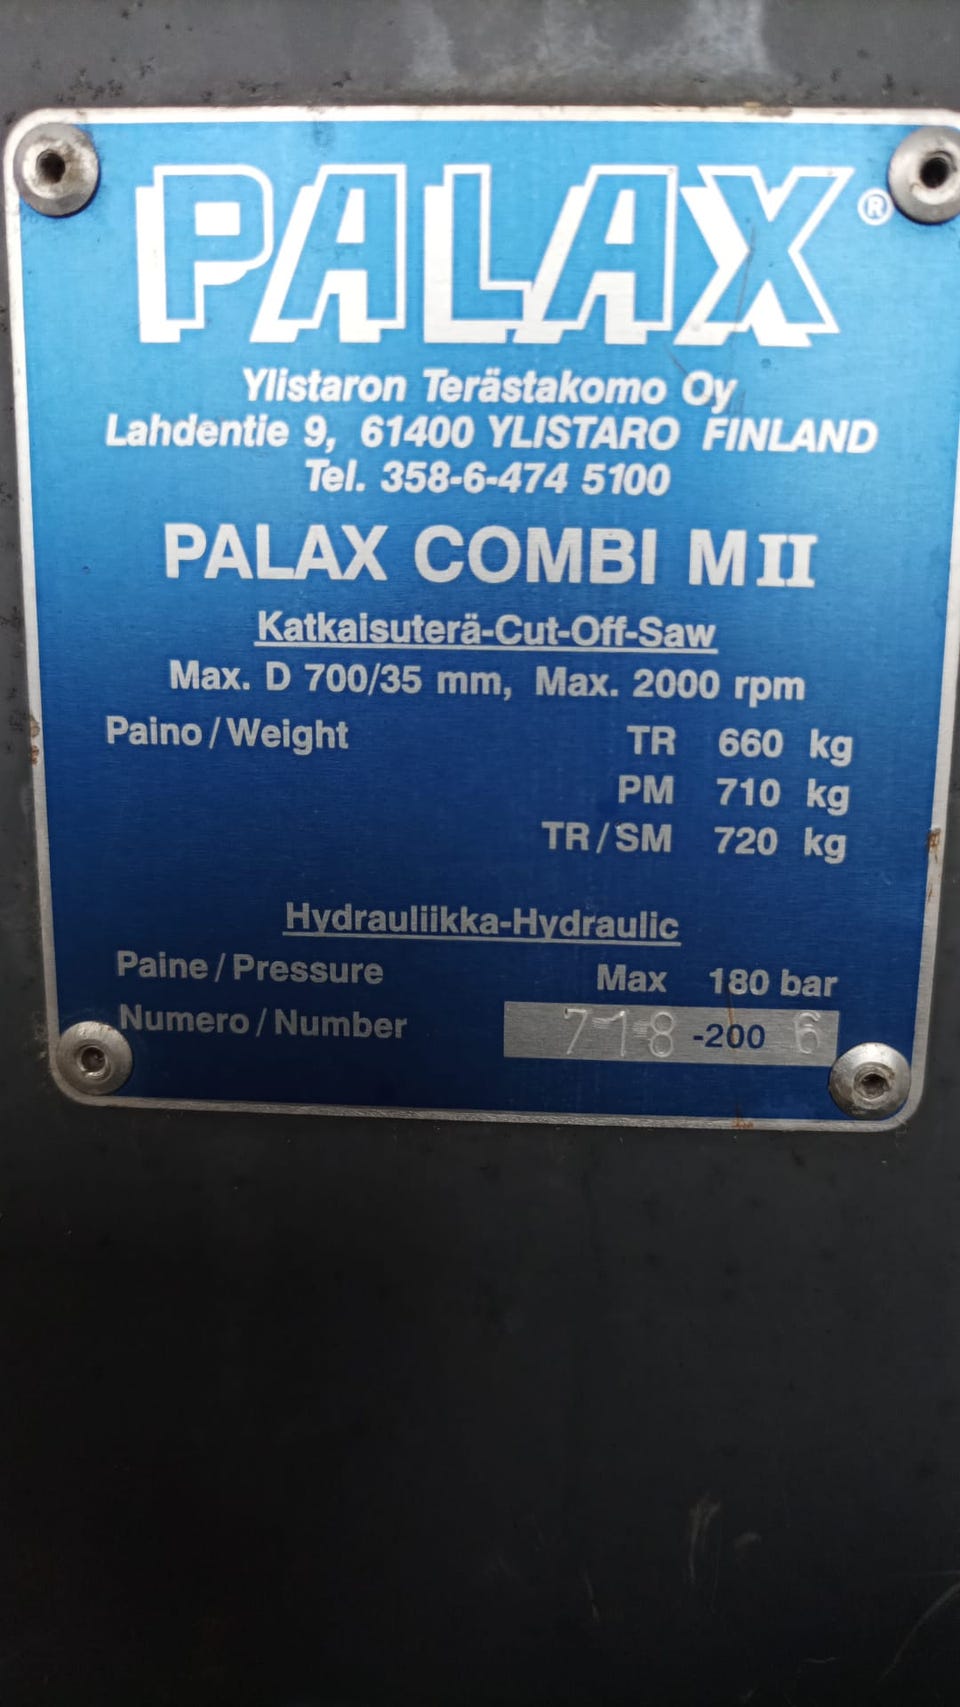 PALAX®
Ylistaron Terästakomo Oy
Lahdentie 9, 61400 YLISTARO FINLAND
Tel. 358-6-474 5100
PALAX COMBI M II
Katkaisuterä-Cut-Off-Saw
Max. D 700/35 mm, Max. 2000 rpm
Paino/Weight TR 660 kg
PM 710 kg
TR/SM 720 kg
Hydrauliikka-Hydraulic
Paine/Pressure Max 180 bar
Numero/Number 718-200 6